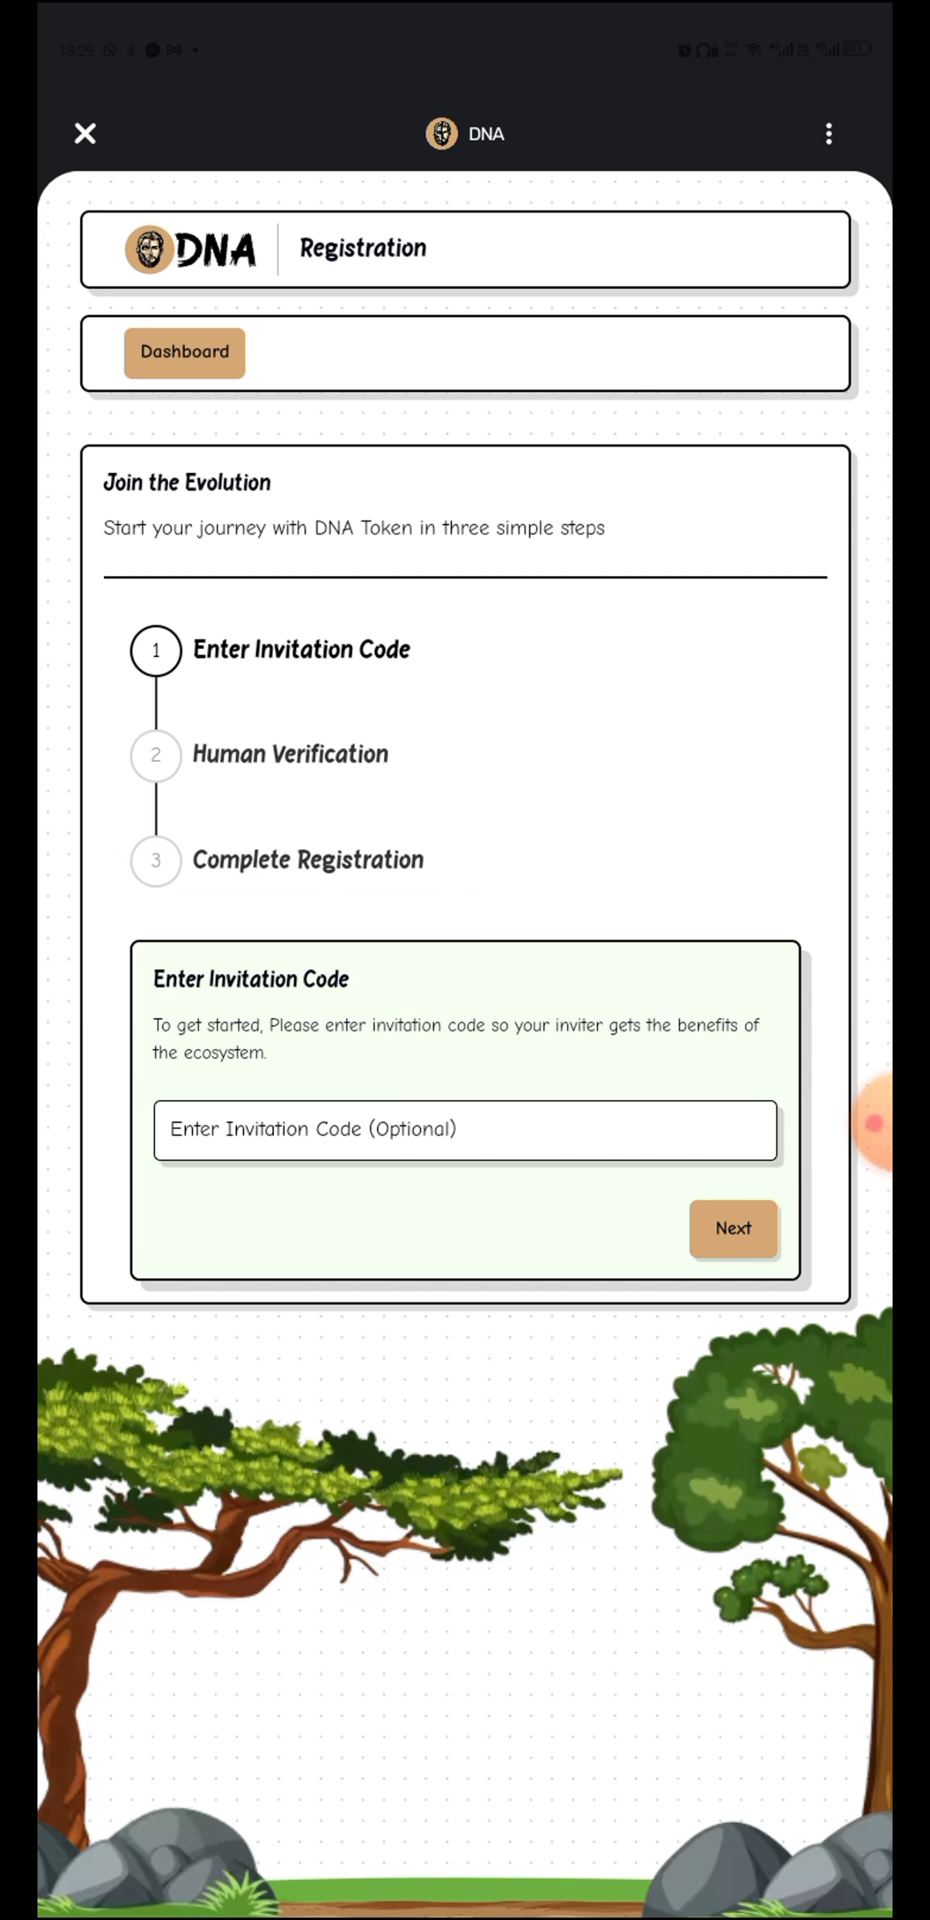 13:29
DNA
DNA
Registration
Dashboard
Join the Evolution
Start your journey with DNA Token in three simple steps
1 Enter Invitation Code
2 Human Verification
3 Complete Registration
Enter Invitation Code
To get started, Please enter invitation code so your inviter gets the benefits of
the ecosystem.
Enter Invitation Code (Optional)
Next